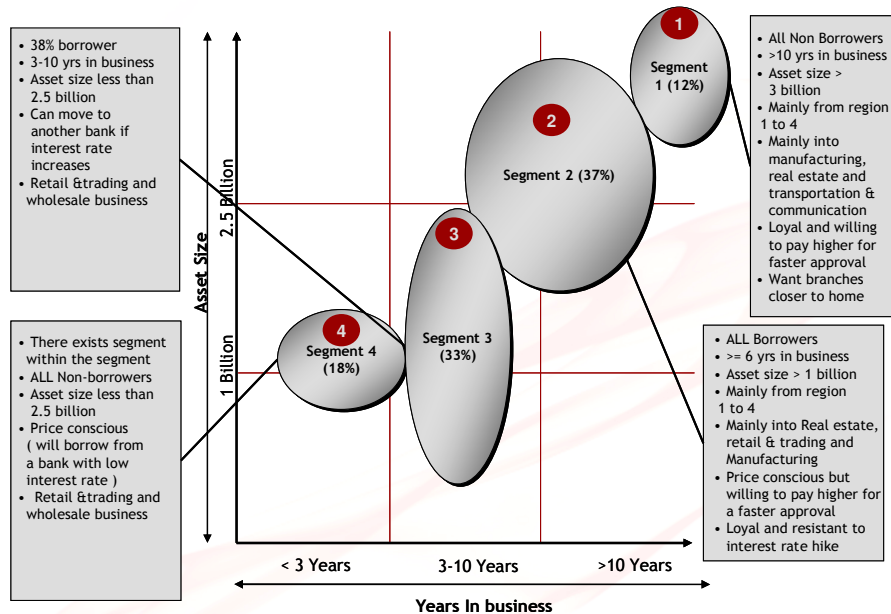 • 38% borrower
• 3-10 yrs in business
• Asset size less than
2.5 billion
• Can move to
another bank if
interest rate
increases
• Retail &trading and
wholesale business
• There exists segment
within the segment
• ALL Non-borrowers
• Asset size less than
2.5 billion
• Price conscious
( will borrow from
a bank with low
interest rate )
• Retail &trading and
wholesale business
Asset Size
2.5 Billion
1 Billion
1
Segment
1 (12%)
2
Segment 2 (37%)
3
Segment 3
(33%)
4
Segment 4
(18%)
< 3 Years
3-10 Years
>10 Years
Years In business
• All Non Borrowers
• >10 yrs in business
• Asset size >
3 billion
• Mainly from region
1 to 4
• Mainly into
manufacturing,
real estate and
transportation &
communication
• Loyal and willing
to pay higher for
faster approval
• Want branches
closer to home
• ALL Borrowers
• >= 6 yrs in business
• Asset size > 1 billion
• Mainly from region
1 to 4
• Mainly into Real estate,
retail & trading and
Manufacturing
• Price conscious but
willing to pay higher for
a faster approval
• Loyal and resistant to
interest rate hike